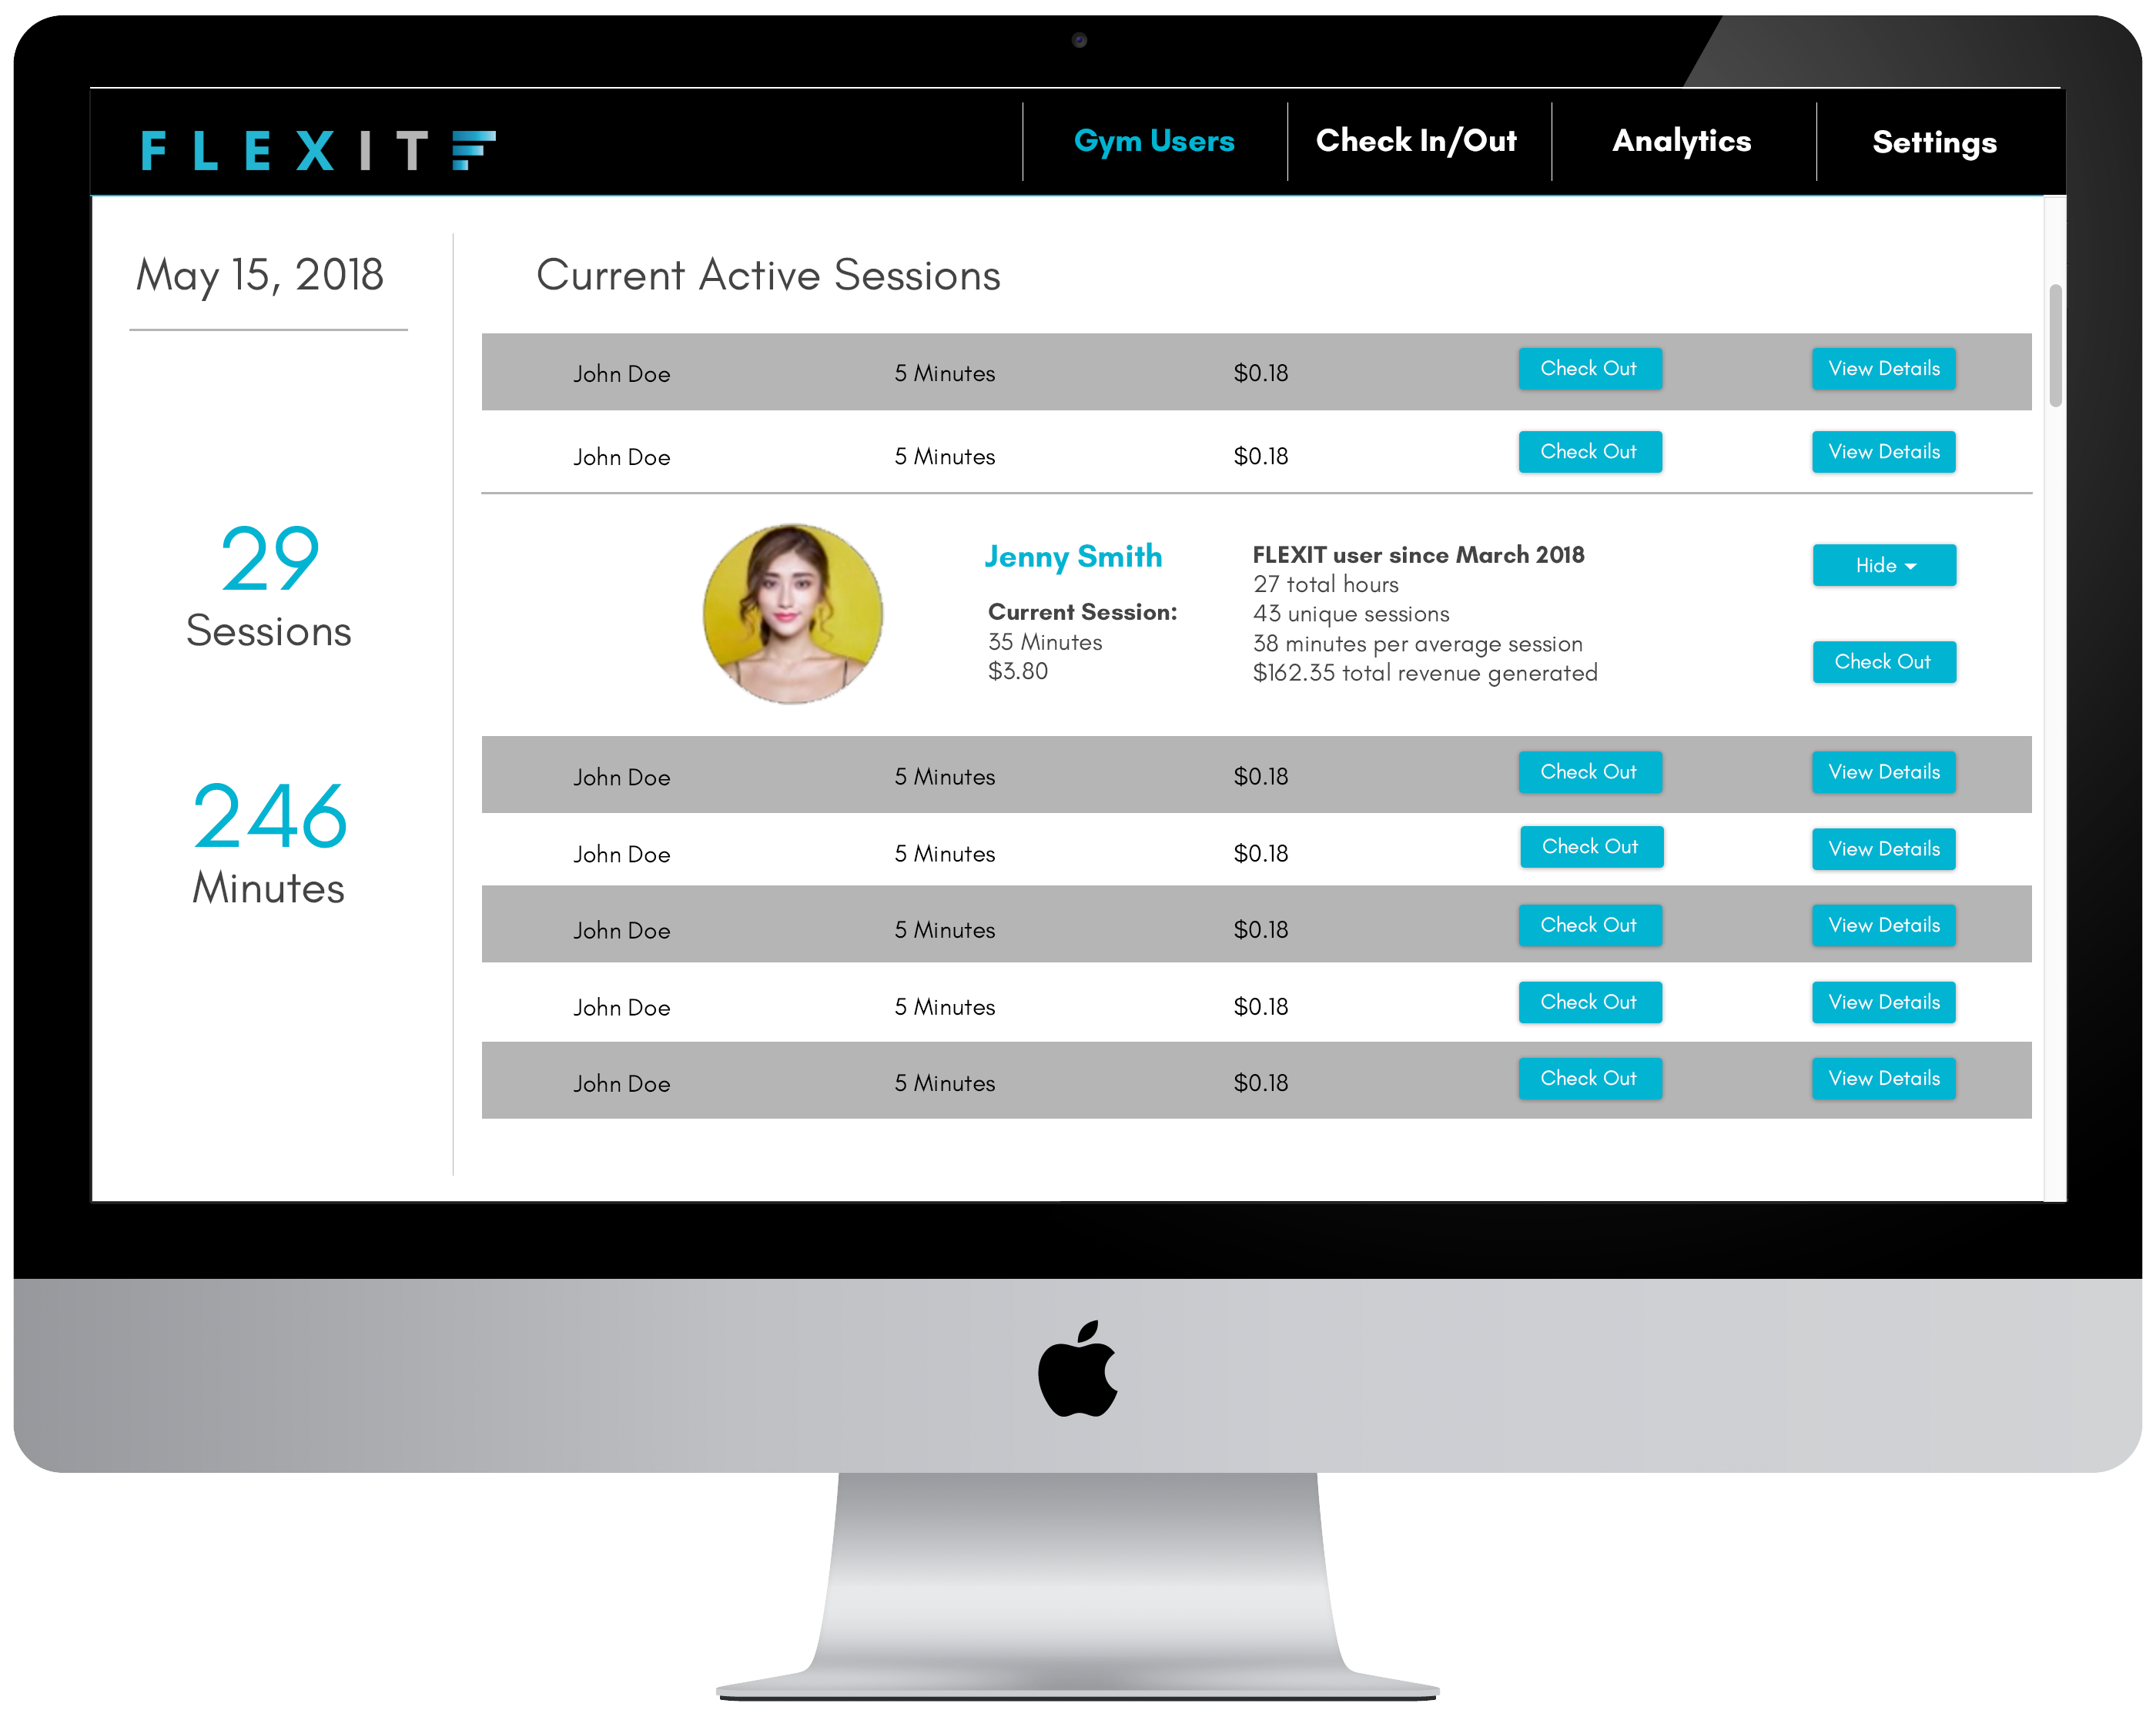 FLEXIT
Gym Users
Check In/Out
Analytics
Settings
May 15, 2018
29
Sessions
246
Minutes
Current Active Sessions
John Doe 5 Minutes $0.18 Check Out View Details
John Doe 5 Minutes $0.18 Check Out View Details
Jenny Smith
Current Session:
35 Minutes
$3.80
FLEXIT user since March 2018
27 total hours
43 unique sessions
38 minutes per average session
$162.35 total revenue generated
Hide
Check Out
John Doe 5 Minutes $0.18 Check Out View Details
John Doe 5 Minutes $0.18 Check Out View Details
John Doe 5 Minutes $0.18 Check Out View Details
John Doe 5 Minutes $0.18 Check Out View Details
John Doe 5 Minutes $0.18 Check Out View Details